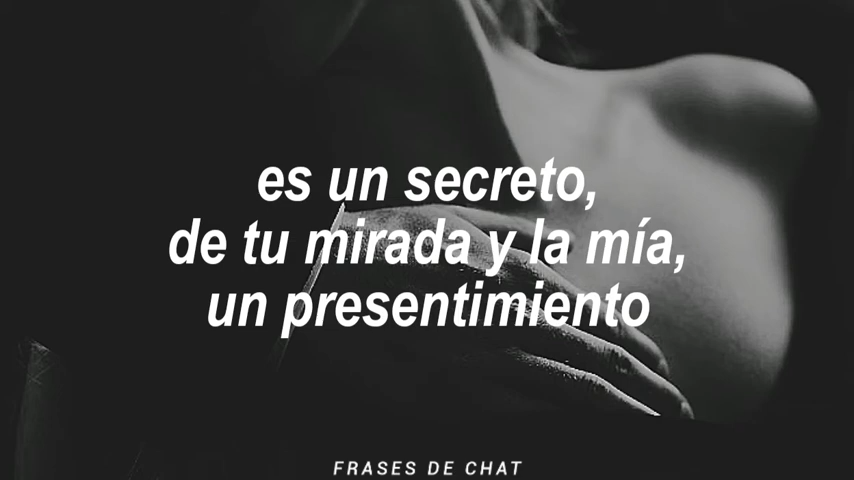 es un secreto,
de tu mirada y la mía,
un presentimiento
FRASES DE CHAT